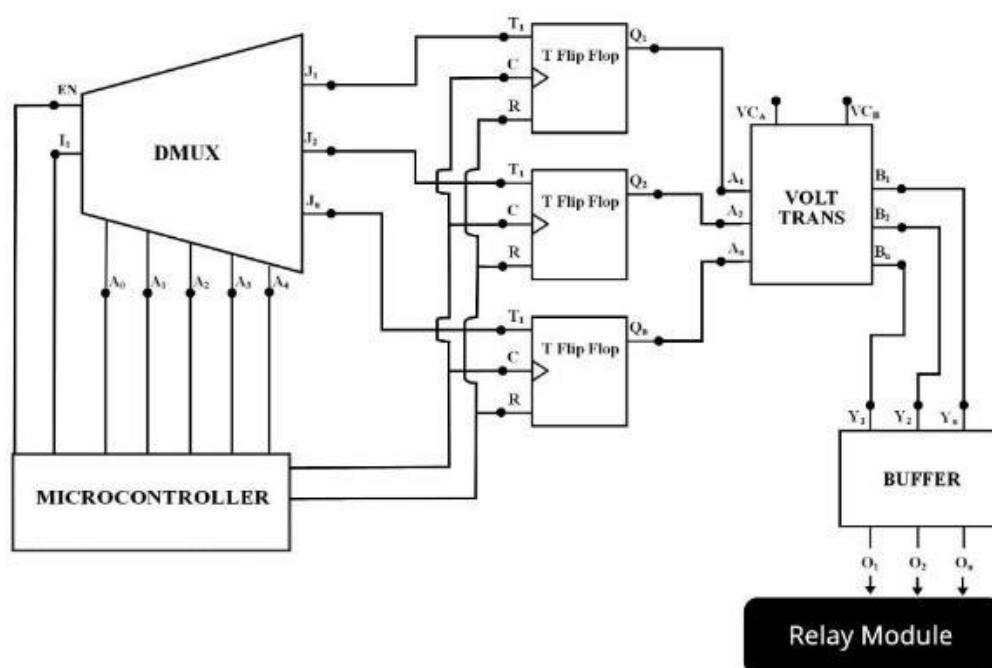 EN
I₁
DMUX
J₁
J₂
Jₙ
A₀
A₁
A₂
A₃
A₄
MICROCONTROLLER
T₁
C
R
T Flip Flop
Q₁
T₁
C
R
T Flip Flop
Q₂
T₁
C
R
T Flip Flop
Qₙ
VC_A
VC_B
A₁
A₂
Aₙ
VOLT
TRANS
B₁
B₂
Bₙ
Y₁
Y₂
Yₙ
BUFFER
O₁
O₂
Oₙ
Relay Module